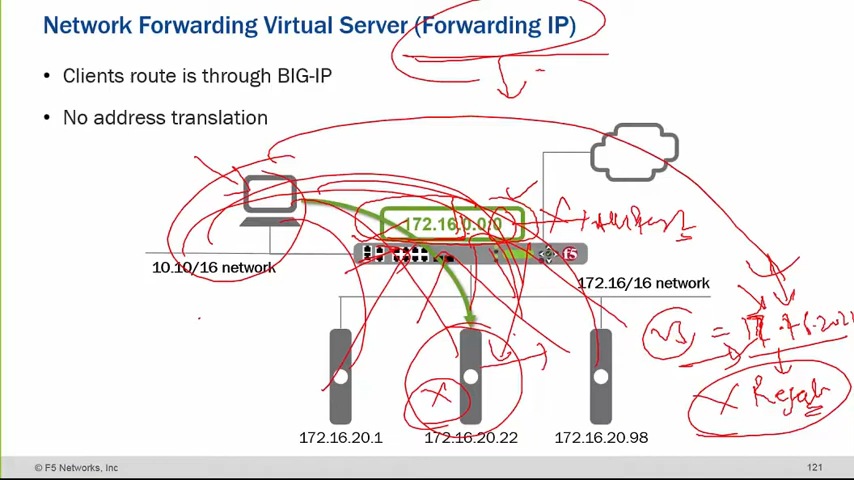 Network Forwarding Virtual Server (Forwarding IP)
• Clients route is through BIG-IP
• No address translation
172.16.0.0:0
10.10/16 network
172.16/16 network
VS =
X
X
172.16.20.1
172.16.20.22
172.16.20.98
© F5 Networks, Inc
121